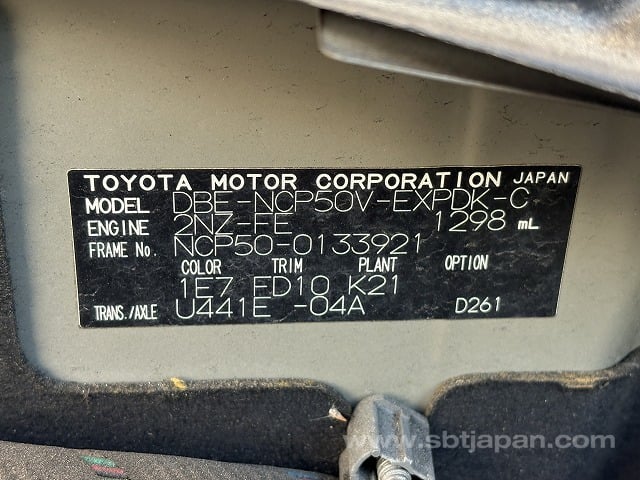 TOYOTA MOTOR CORPORATION JAPAN
MODEL DBE-NCP50V-EXPDK-C
ENGINE 2NZ-FE 1298 mL
FRAME No. NCP50-0133921
COLOR TRIM PLANT OPTION
1E7 FD10 K21
TRANS./AXLE U441E -04A D261
www.sbtjapan.com